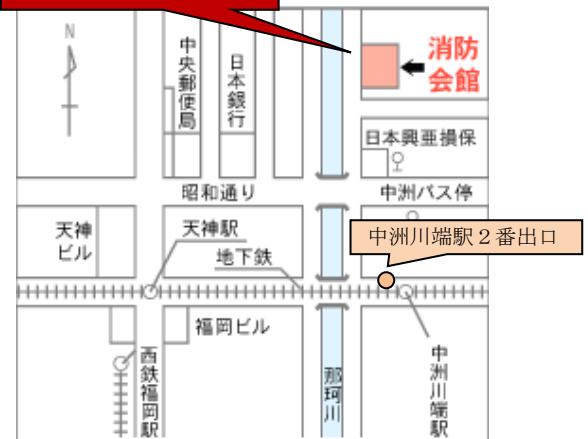 N
中央郵便局
日本銀行
消防
会館
日本興亜損保
昭和通り
中洲バス停
天神
ビル
天神駅
地下鉄
中洲川端駅２番出口
福岡ビル
西鉄福岡駅
那珂川
中洲川端駅